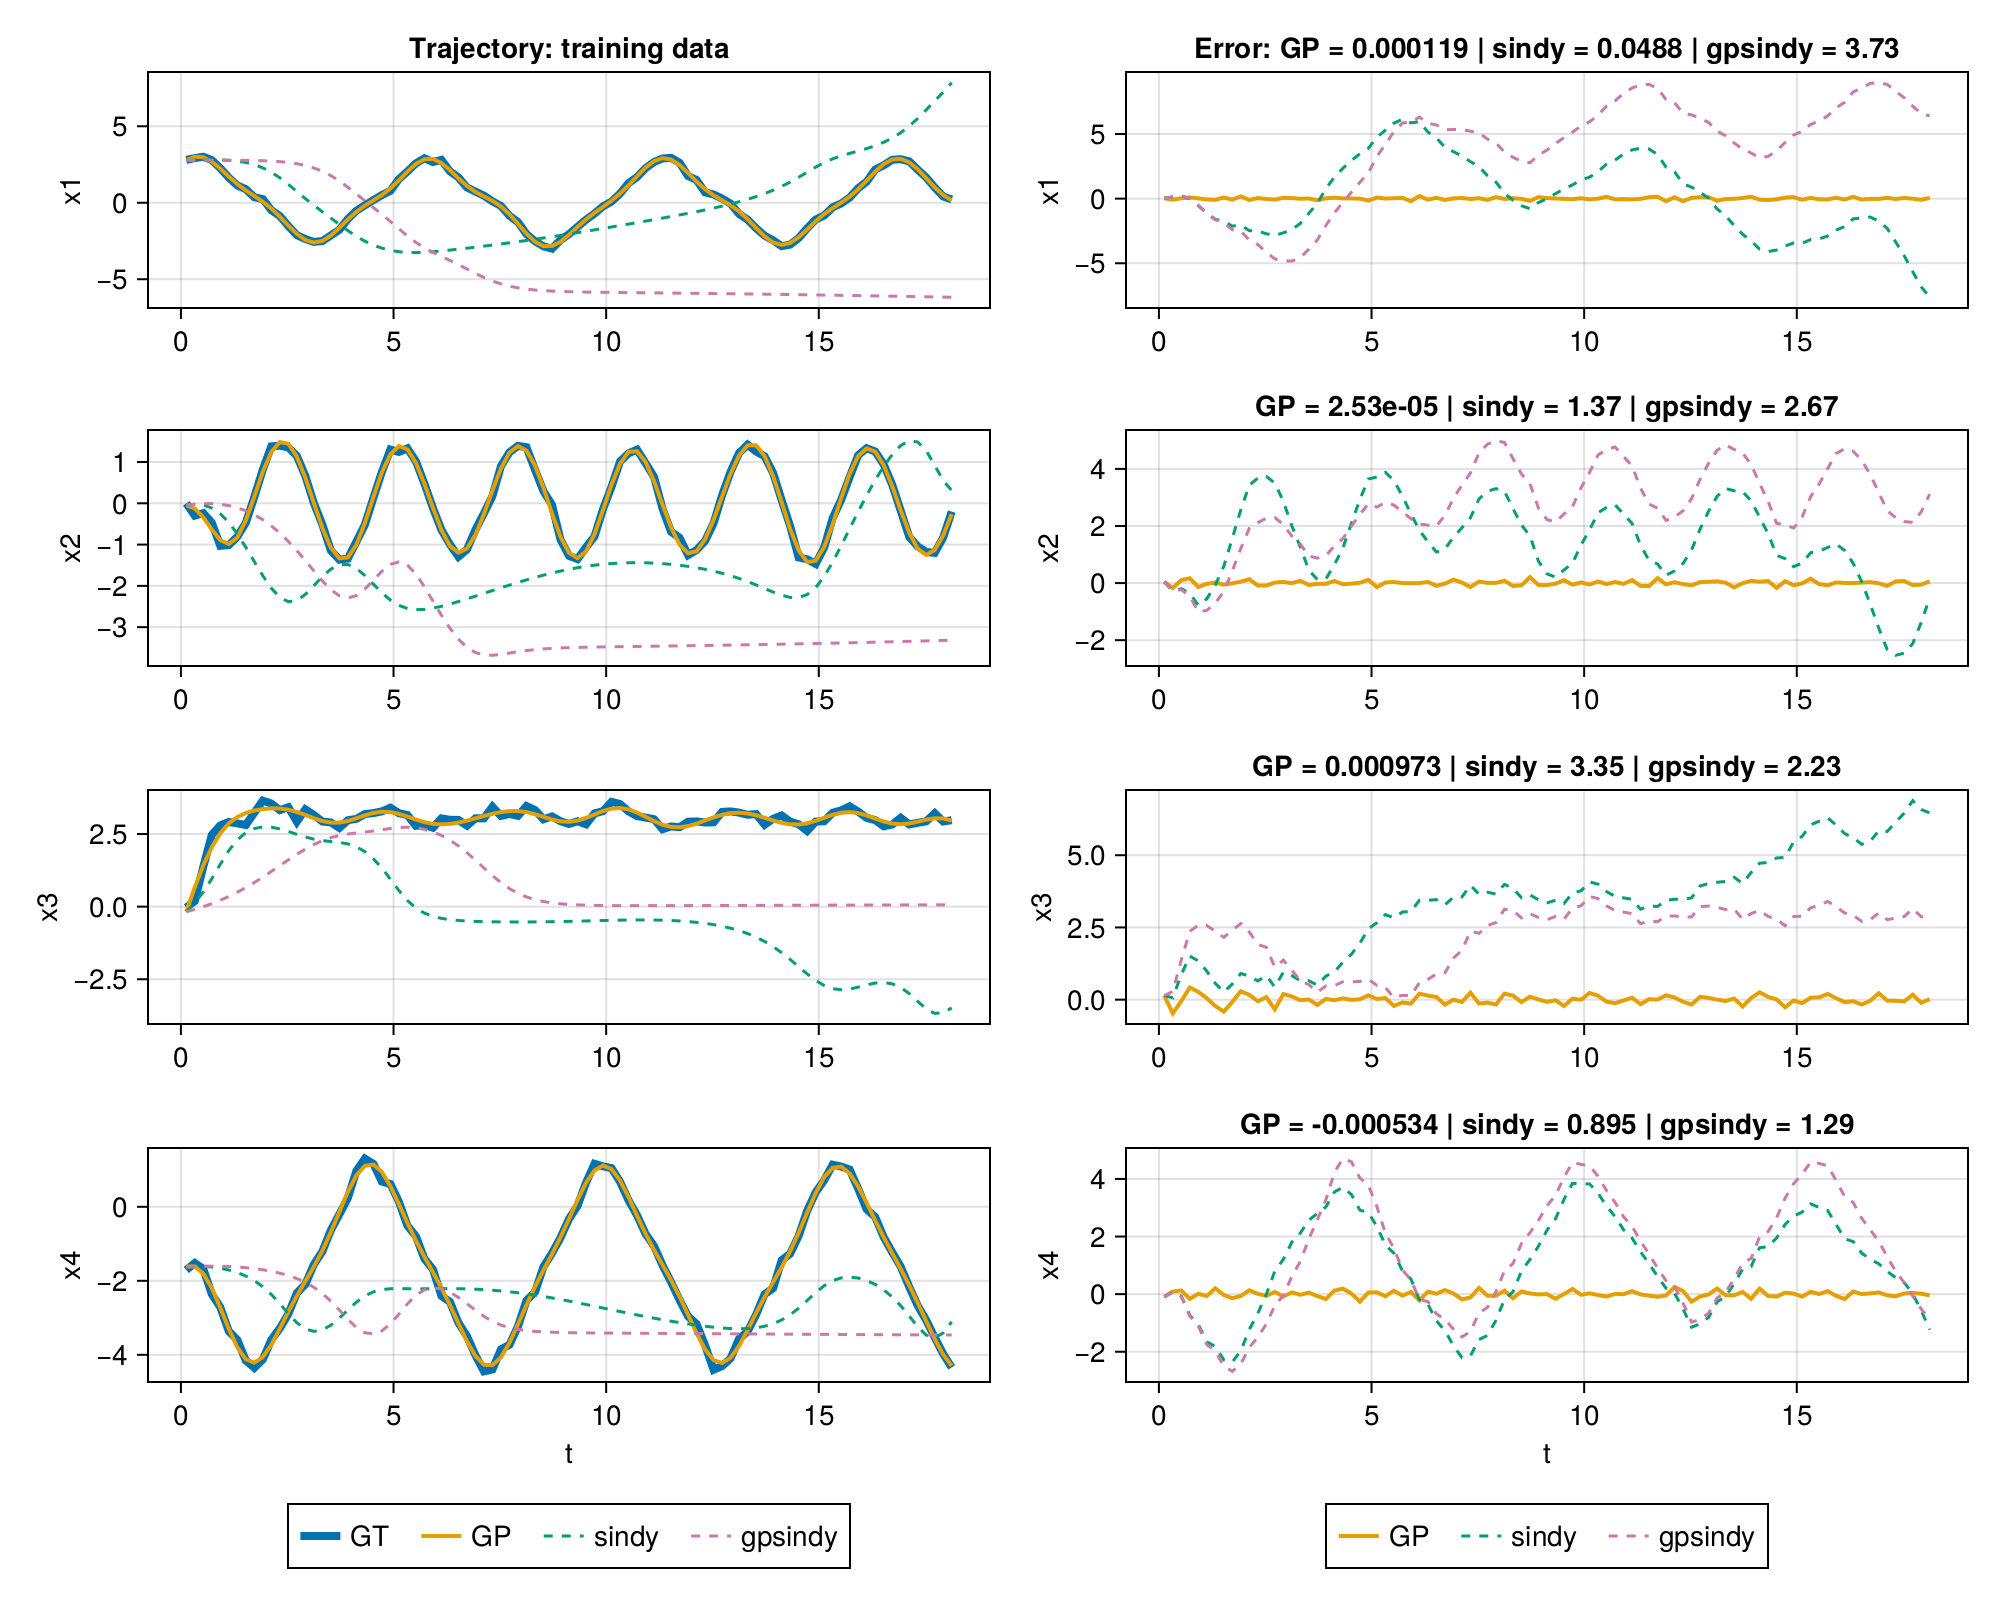 Trajectory: training data
x1
5
0
−5
0 5 10 15
Error: GP = 0.000119 | sindy = 0.0488 | gpsindy = 3.73
x1
5
0
−5
0 5 10 15
x2
1
0
−1
−2
−3
0 5 10 15
GP = 2.53e-05 | sindy = 1.37 | gpsindy = 2.67
x2
4
2
0
−2
0 5 10 15
x3
2.5
0.0
−2.5
0 5 10 15
GP = 0.000973 | sindy = 3.35 | gpsindy = 2.23
x3
5.0
2.5
0.0
0 5 10 15
x4
0
−2
−4
0 5 10 15
t
GP = -0.000534 | sindy = 0.895 | gpsindy = 1.29
x4
4
2
0
−2
0 5 10 15
t
GT GP sindy gpsindy
GP sindy gpsindy